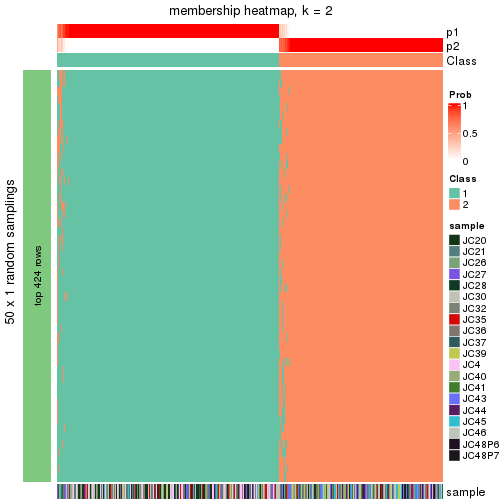 membership heatmap, k = 2
p1
p2
Class
50 x 1 random samplings
top 424 rows
Prob
1
0.5
0
Class
1
2
sample
JC20
JC21
JC26
JC27
JC28
JC30
JC32
JC35
JC36
JC37
JC39
JC4
JC40
JC41
JC43
JC44
JC45
JC46
JC48P6
JC48P7
sample